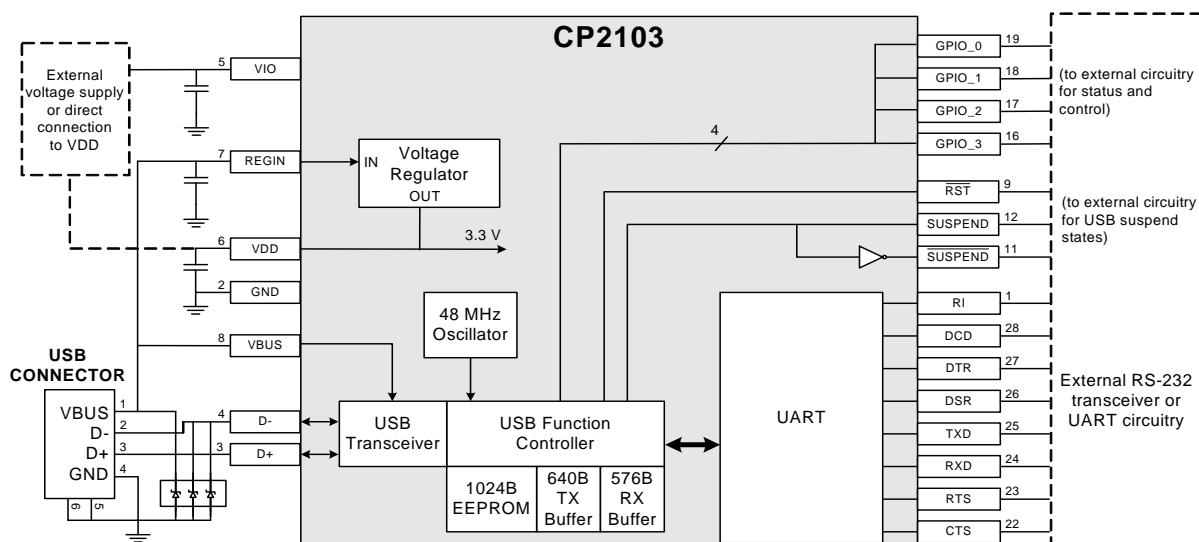 CP2103
External
voltage supply
or direct
connection
to VDD
5
VIO
7
REGIN
IN
Voltage
Regulator
OUT
6
VDD
3.3 V
2
GND
48 MHz
Oscillator
8
VBUS
USB
CONNECTOR
VBUS
D-
D+
GND
1
2
3
4
6
5
4
D-
3
D+
USB
Transceiver
USB Function
Controller
1024B
EEPROM
640B
TX
Buffer
576B
RX
Buffer
UART
4
GPIO_0
19
GPIO_1
18
GPIO_2
17
GPIO_3
16
RST
9
SUSPEND
12
SUSPEND
11
RI
1
DCD
28
DTR
27
DSR
26
TXD
25
RXD
24
RTS
23
CTS
22
(to external circuitry
for status and
control)
(to external circuitry
for USB suspend
states)
External RS-232
transceiver or
UART circuitry